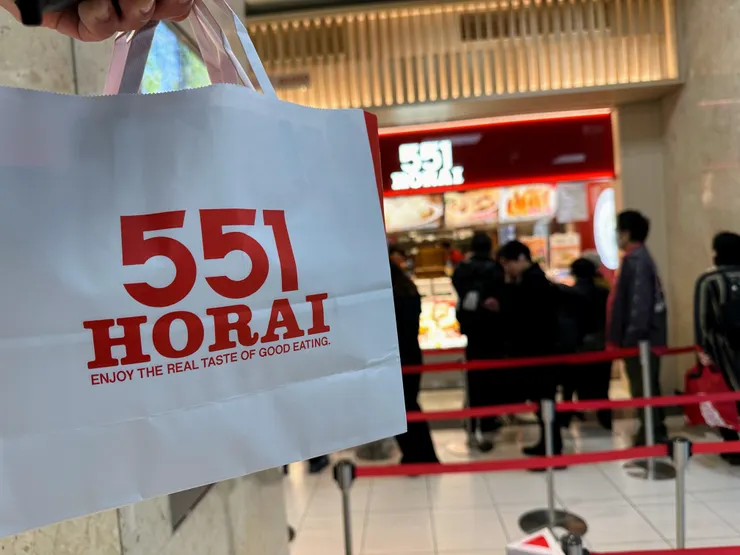 551
HORAI
ENJOY THE REAL TASTE OF GOOD EATING.
551
HORAI